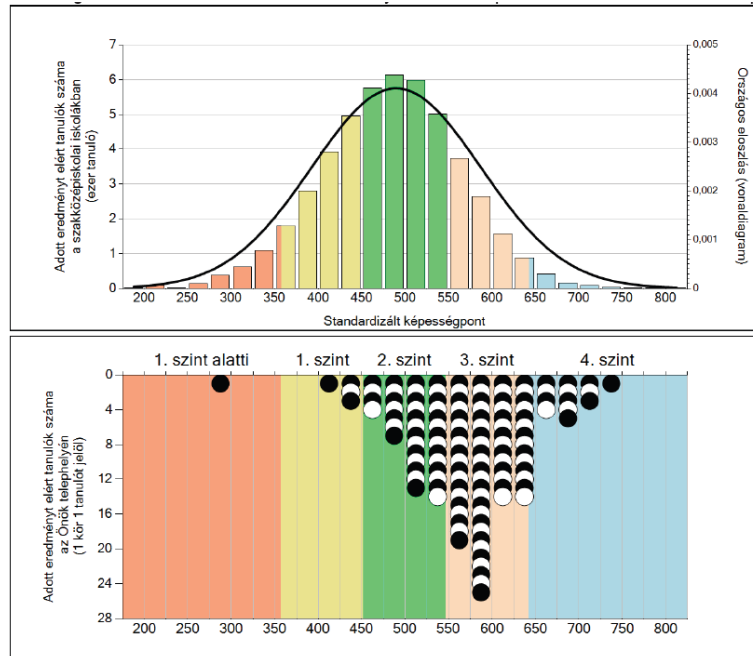 7
6
5
4
3
2
1
0
Adott eredményt elért tanulók száma
a szakközépiskolai iskolákban
(ezer tanuló)
0,005
0,004
0,003
0,002
0,001
0
Országos eloszlás (vonaldiagram)
200 250 300 350 400 450 500 550 600 650 700 750 800
Standardizált képességpont
1. szint alatti 1. szint 2. szint 3. szint 4. szint
0
4
8
12
16
20
24
28
Adott eredményt elért tanulók száma
az Önök telephelyén
(1 kör 1 tanulót jelöl)
200 250 300 350 400 450 500 550 600 650 700 750 800